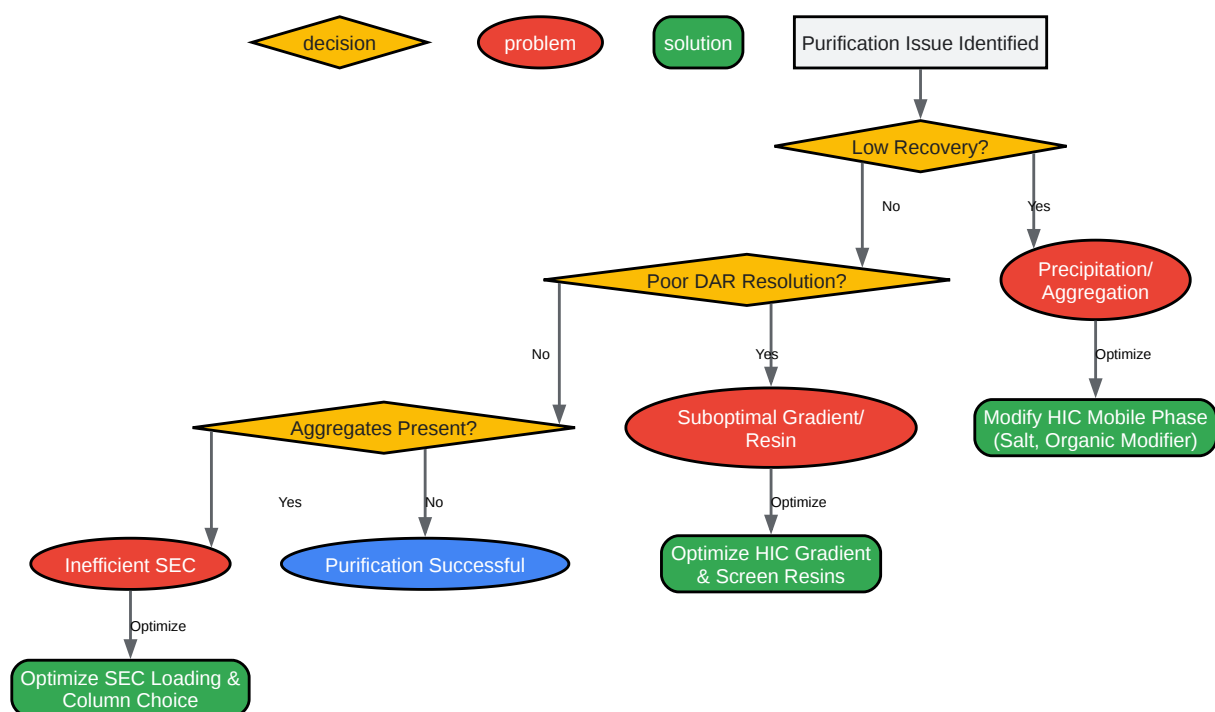 decision
problem
solution
Purification Issue Identified
Low Recovery?
No
Yes
Poor DAR Resolution?
Precipitation/
Aggregation
No
Yes
Optimize
Aggregates Present?
Suboptimal Gradient/
Resin
Modify HIC Mobile Phase
(Salt, Organic Modifier)
Yes
No
Optimize
Inefficient SEC
Purification Successful
Optimize HIC Gradient
& Screen Resins
Optimize
Optimize SEC Loading &
Column Choice